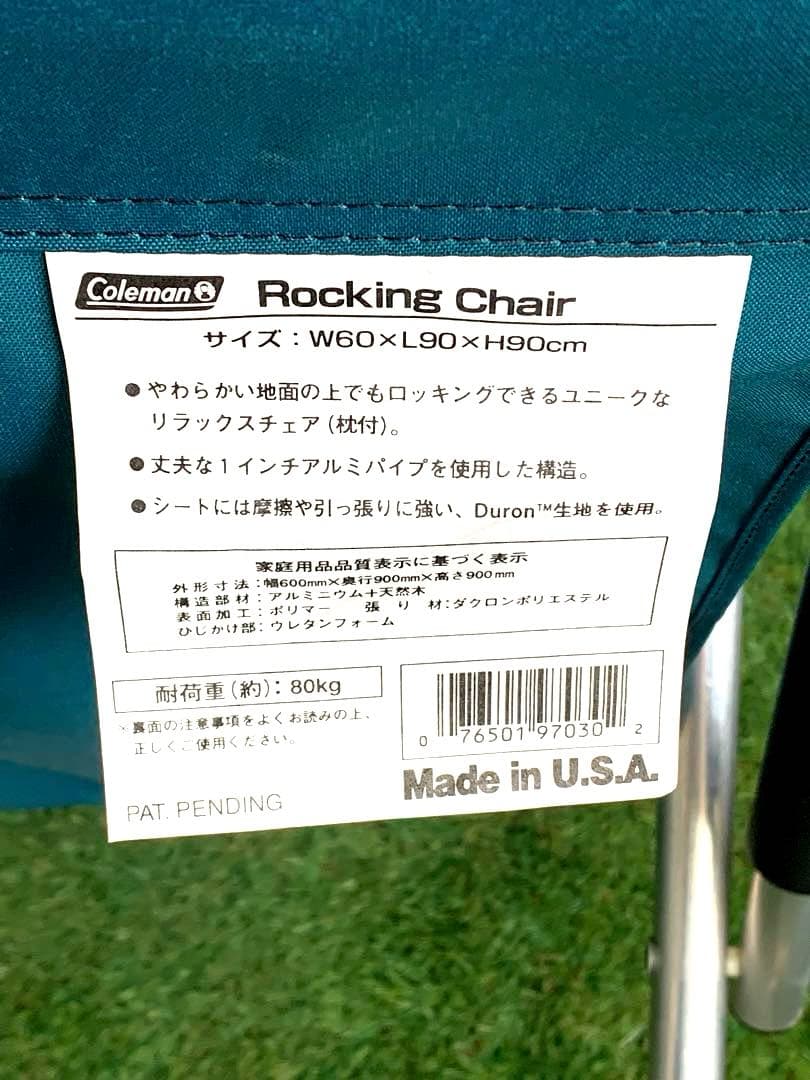 Coleman Rocking Chair
サイズ：W60×L90×H90cm
●やわらかい地面の上でもロッキングできるユニークな
リラックスチェア（枕付）。
●丈夫な1インチアルミパイプを使用した構造。
●シートには摩擦や引っ張りに強い、Duron™生地を使用。
家庭用品品質表示に基づく表示
外形寸法：幅600mm×奥行900mm×高さ900mm
構造部材：アルミニウム＋天然木
表面加工：ポリマー 張り材：ダクロンポリエステル
ひじかけ部：ウレタンフォーム
耐荷重（約）：80kg
※裏面の注意事項をよくお読みの上、
正しくご使用ください。
0 76501 97030 2
Made in U.S.A.
PAT. PENDING